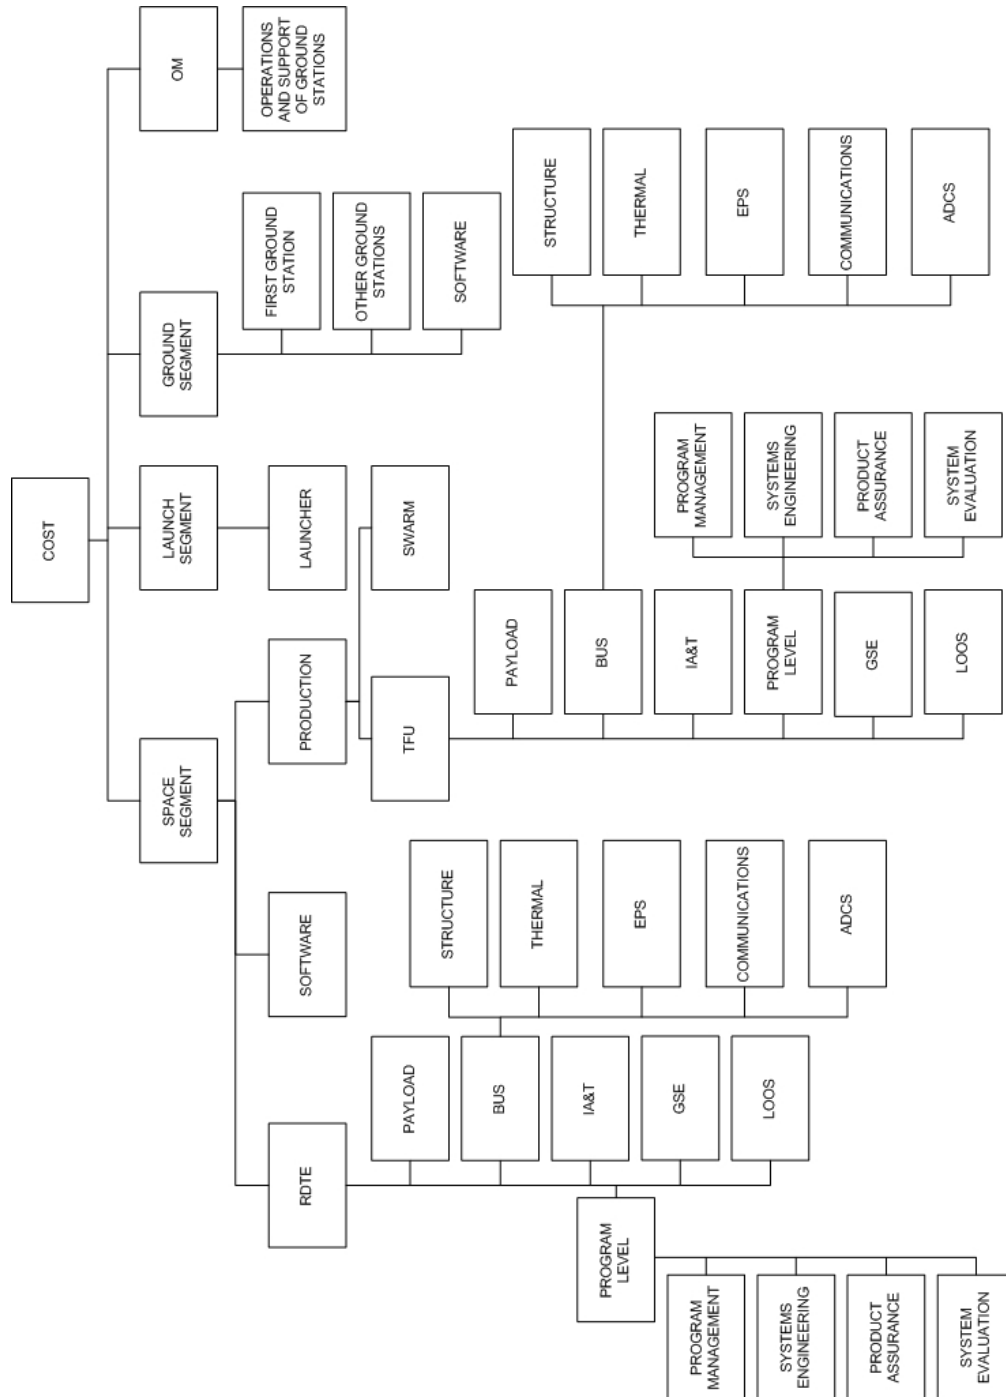 COST
SPACE
SEGMENT
LAUNCH
SEGMENT
GROUND
SEGMENT
OM
RDTE
SOFTWARE
PRODUCTION
LAUNCHER
FIRST GROUND
STATION
OTHER GROUND
STATIONS
SOFTWARE
OPERATIONS
AND SUPPORT
OF GROUND
STATIONS
TFU
SWARM
PAYLOAD
BUS
IA&T
GSE
LOOS
PROGRAM
LEVEL
PROGRAM
MANAGEMENT
SYSTEMS
ENGINEERING
PRODUCT
ASSURANCE
SYSTEM
EVALUATION
STRUCTURE
THERMAL
EPS
COMMUNICATIONS
ADCS
PAYLOAD
BUS
IA&T
PROGRAM
LEVEL
GSE
LOOS
PROGRAM
MANAGEMENT
SYSTEMS
ENGINEERING
PRODUCT
ASSURANCE
SYSTEM
EVALUATION
STRUCTURE
THERMAL
EPS
COMMUNICATIONS
ADCS